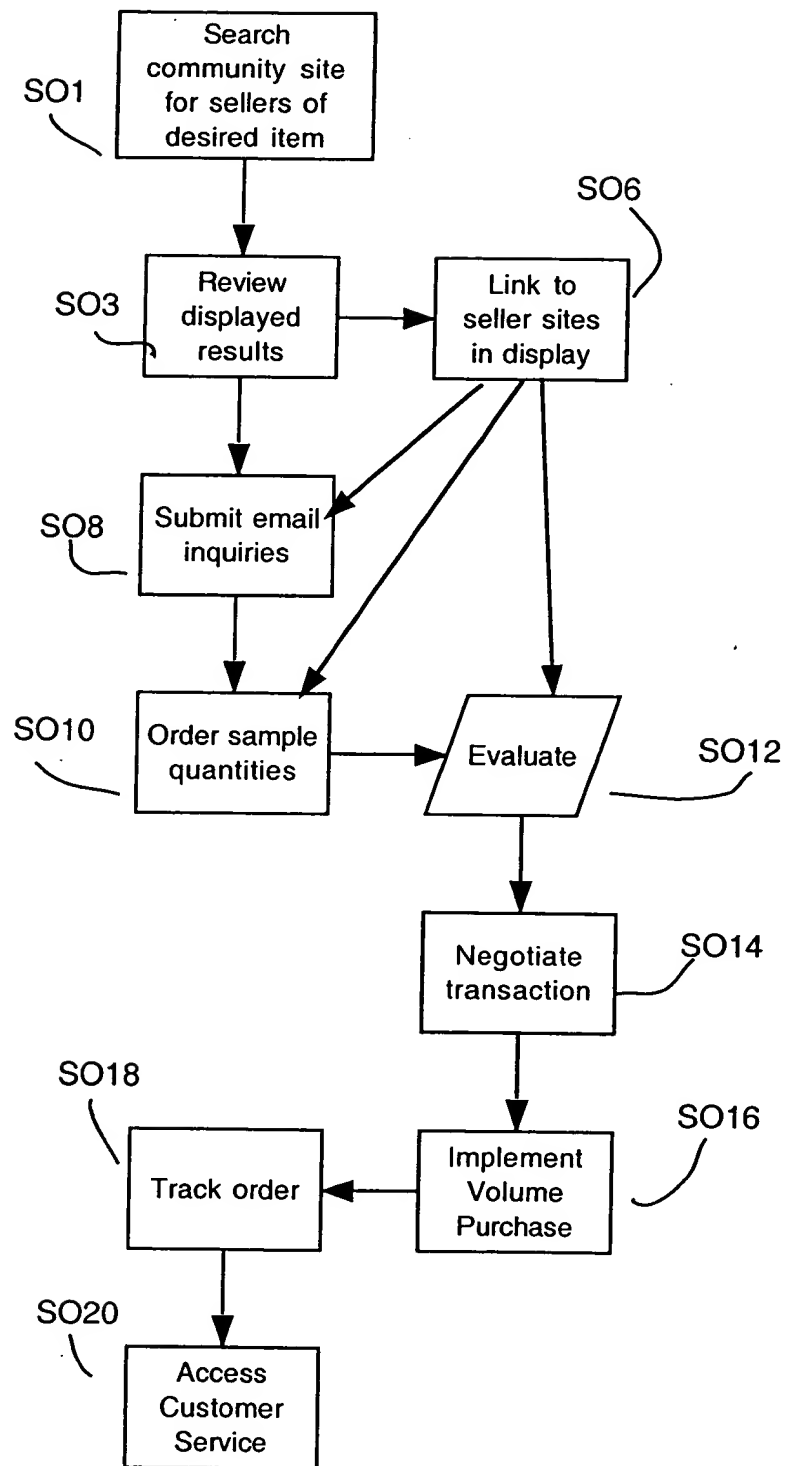 Search
community site
for sellers of
desired item
SO1
SO6
Review
displayed
results
SO3
Link to
seller sites
in display
Submit email
inquiries
SO8
Order sample
quantities
SO10
Evaluate
SO12
Negotiate
transaction
SO14
SO18
SO16
Implement
Volume
Purchase
Track order
SO20
Access
Customer
Service